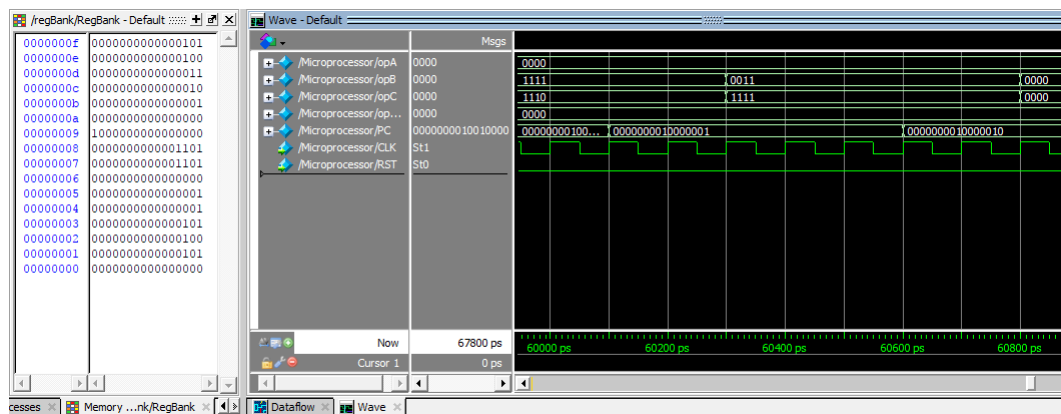 /regBank/RegBank - Default
0000000f 0000000000000101
0000000e 0000000000000100
0000000d 0000000000000011
0000000c 0000000000000010
0000000b 0000000000000001
0000000a 0000000000000000
00000009 1000000000000000
00000008 0000000000001101
00000007 0000000000001101
00000006 0000000000000000
00000005 0000000000000001
00000004 0000000000000001
00000003 0000000000000101
00000002 0000000000000100
00000001 0000000000000101
00000000 0000000000000000
cesses Memory ...nk/RegBank
Wave - Default
Msgs
/Microprocessor/opA 0000 0000
/Microprocessor/opB 0000 1111 0011 0000
/Microprocessor/opC 0000 1110 1111 0000
/Microprocessor/op... 0000 0000
/Microprocessor/PC 0000000010010000 00000000100... 0000000010000001 0000000010000010
/Microprocessor/CLK St1
/Microprocessor/RST St0
Now 67800 ps 60000 ps 60200 ps 60400 ps 60600 ps 60800 ps
Cursor 1 0 ps
Dataflow Wave